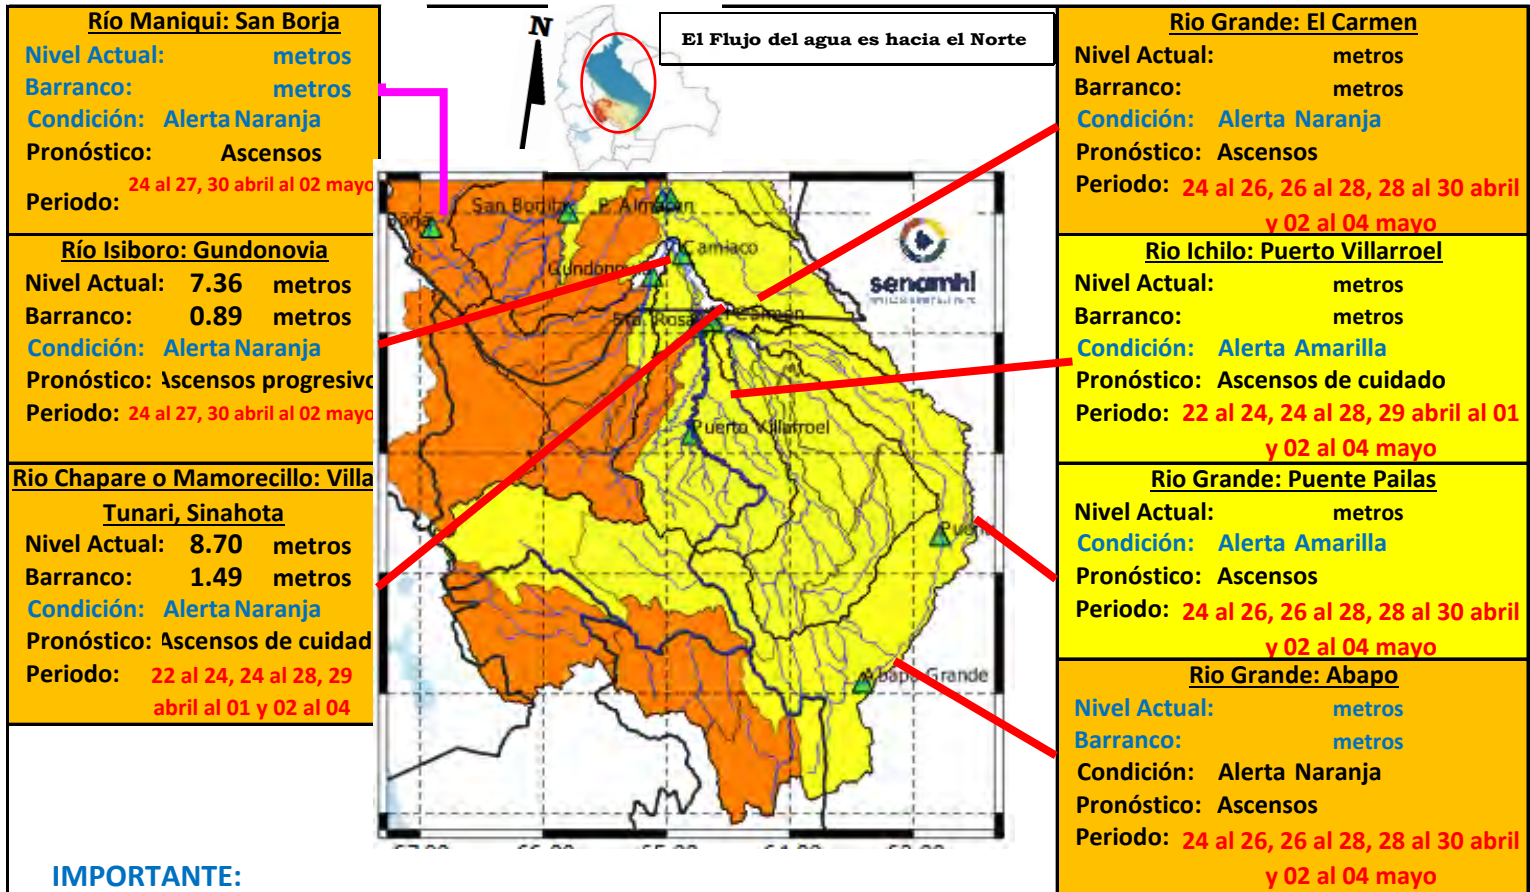 Río Maniqui: San Borja
Nivel Actual: metros
Barranco: metros
Condición: Alerta Naranja
Pronóstico: Ascensos
24 al 27, 30 abril al 02 mayo
Periodo:
Río Isiboro: Gundonovia
Nivel Actual: 7.36 metros
Barranco: 0.89 metros
Condición: Alerta Naranja
Pronóstico: Ascensos progresivo
Periodo: 24 al 27, 30 abril al 02 mayo
Rio Chapare o Mamorecillo: Villa
Tunari, Sinahota
Nivel Actual: 8.70 metros
Barranco: 1.49 metros
Condición: Alerta Naranja
Pronóstico: Ascensos de cuidad
Periodo: 22 al 24, 24 al 28, 29
abril al 01 y 02 al 04
IMPORTANTE:
N
El Flujo del agua es hacia el Norte
San Borjita
P. Almacen
Camiaco
Gundonovia
senamhi
Sta. Rosa
Puerto Villarroel
Abapo Grande
Rio Grande: El Carmen
Nivel Actual: metros
Barranco: metros
Condición: Alerta Naranja
Pronóstico: Ascensos
Periodo: 24 al 26, 26 al 28, 28 al 30 abril
y 02 al 04 mayo
Rio Ichilo: Puerto Villarroel
Nivel Actual: metros
Barranco: metros
Condición: Alerta Amarilla
Pronóstico: Ascensos de cuidado
Periodo: 22 al 24, 24 al 28, 29 abril al 01
y 02 al 04 mayo
Rio Grande: Puente Pailas
Nivel Actual: metros
Condición: Alerta Amarilla
Pronóstico: Ascensos
Periodo: 24 al 26, 26 al 28, 28 al 30 abril
y 02 al 04 mayo
Rio Grande: Abapo
Nivel Actual: metros
Barranco: metros
Condición: Alerta Naranja
Pronóstico: Ascensos
Periodo: 24 al 26, 26 al 28, 28 al 30 abril
y 02 al 04 mayo